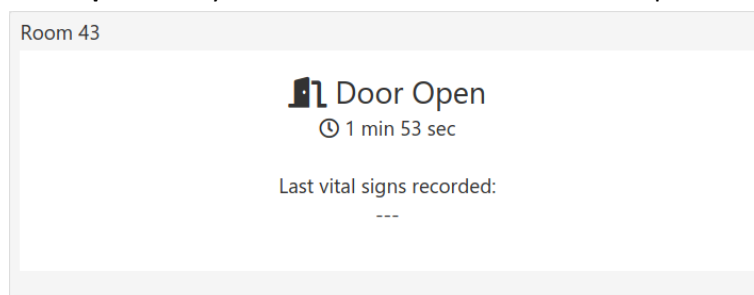 Room 43
Door Open
1 min 53 sec
Last vital signs recorded:
---